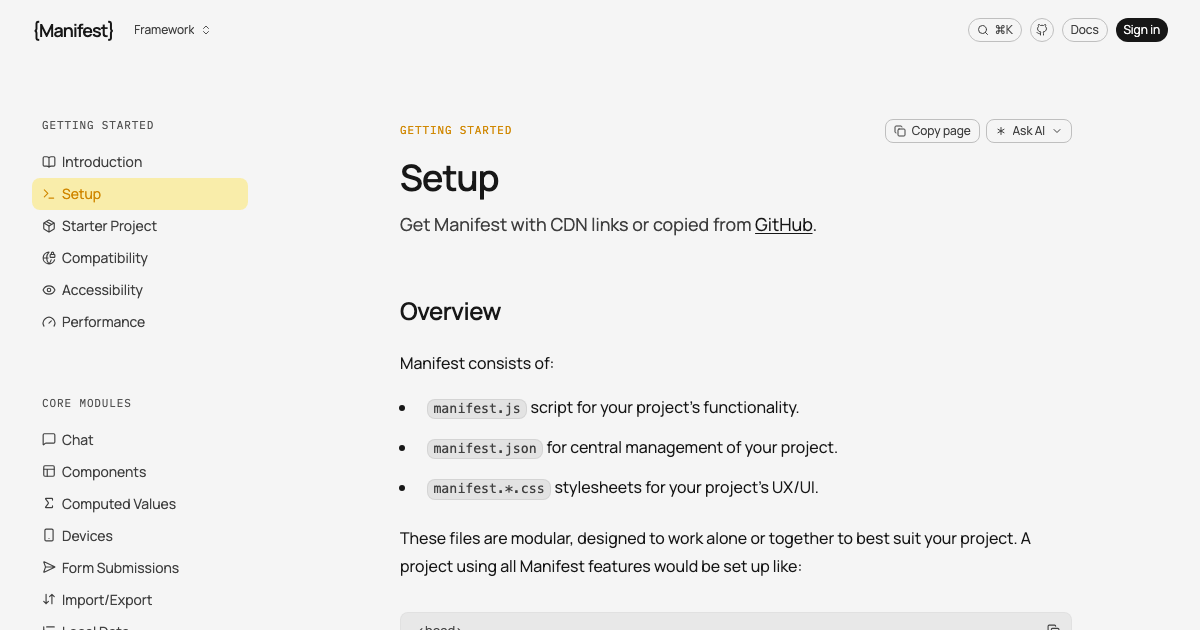 {Manifest}
Framework
⌘K
Docs
Sign in
GETTING STARTED
Introduction
Setup
Starter Project
Compatibility
Accessibility
Performance
CORE MODULES
Chat
Components
Computed Values
Devices
Form Submissions
Import/Export
Local Data
GETTING STARTED
Copy page
Ask AI
Setup
Get Manifest with CDN links or copied from GitHub.
Overview
Manifest consists of:
manifest.js script for your project's functionality.
manifest.json for central management of your project.
manifest.*.css stylesheets for your project's UX/UI.
These files are modular, designed to work alone or together to best suit your project. A
project using all Manifest features would be set up like:
<head>